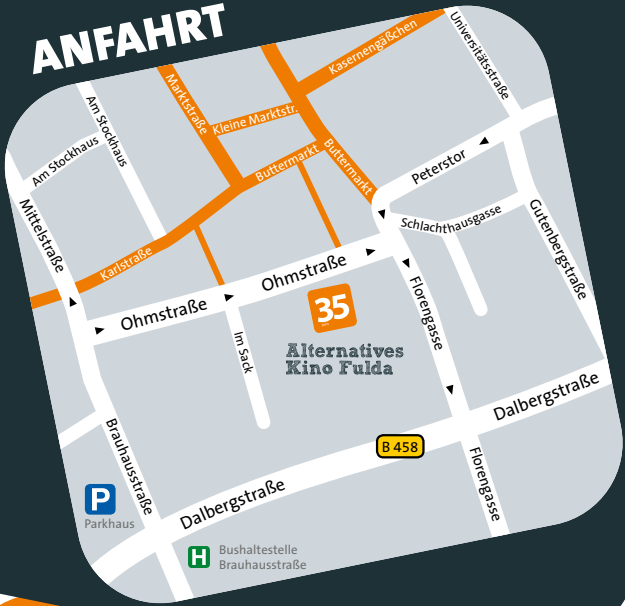 ANFAHRT
Kasernengäßchen
Universitätsstraße
Marktstraße
Am Stockhaus
Kleine Marktstr.
Am Stockhaus
Buttermarkt
Buttermarkt
Peterstor
Mittelstraße
Schlachthausgasse
Gutenbergstraße
Karlstraße
Ohmstraße
Ohmstraße
35
Florengasse
Im Sack
Alternatives
Kino Fulda
Dalbergstraße
B 458
Brauhausstraße
Florengasse
P
Parkhaus
Dalbergstraße
H
Bushaltestelle
Brauhausstraße